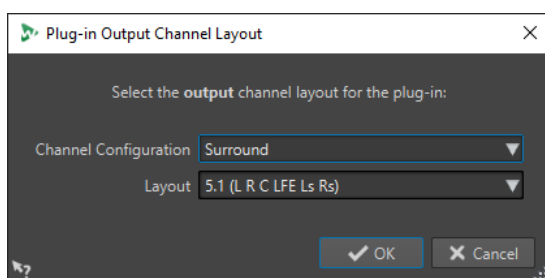 Plug-in Output Channel Layout
Select the output channel layout for the plug-in:
Channel Configuration Surround
Layout 5.1 (L R C LFE Ls Rs)
OK Cancel
?